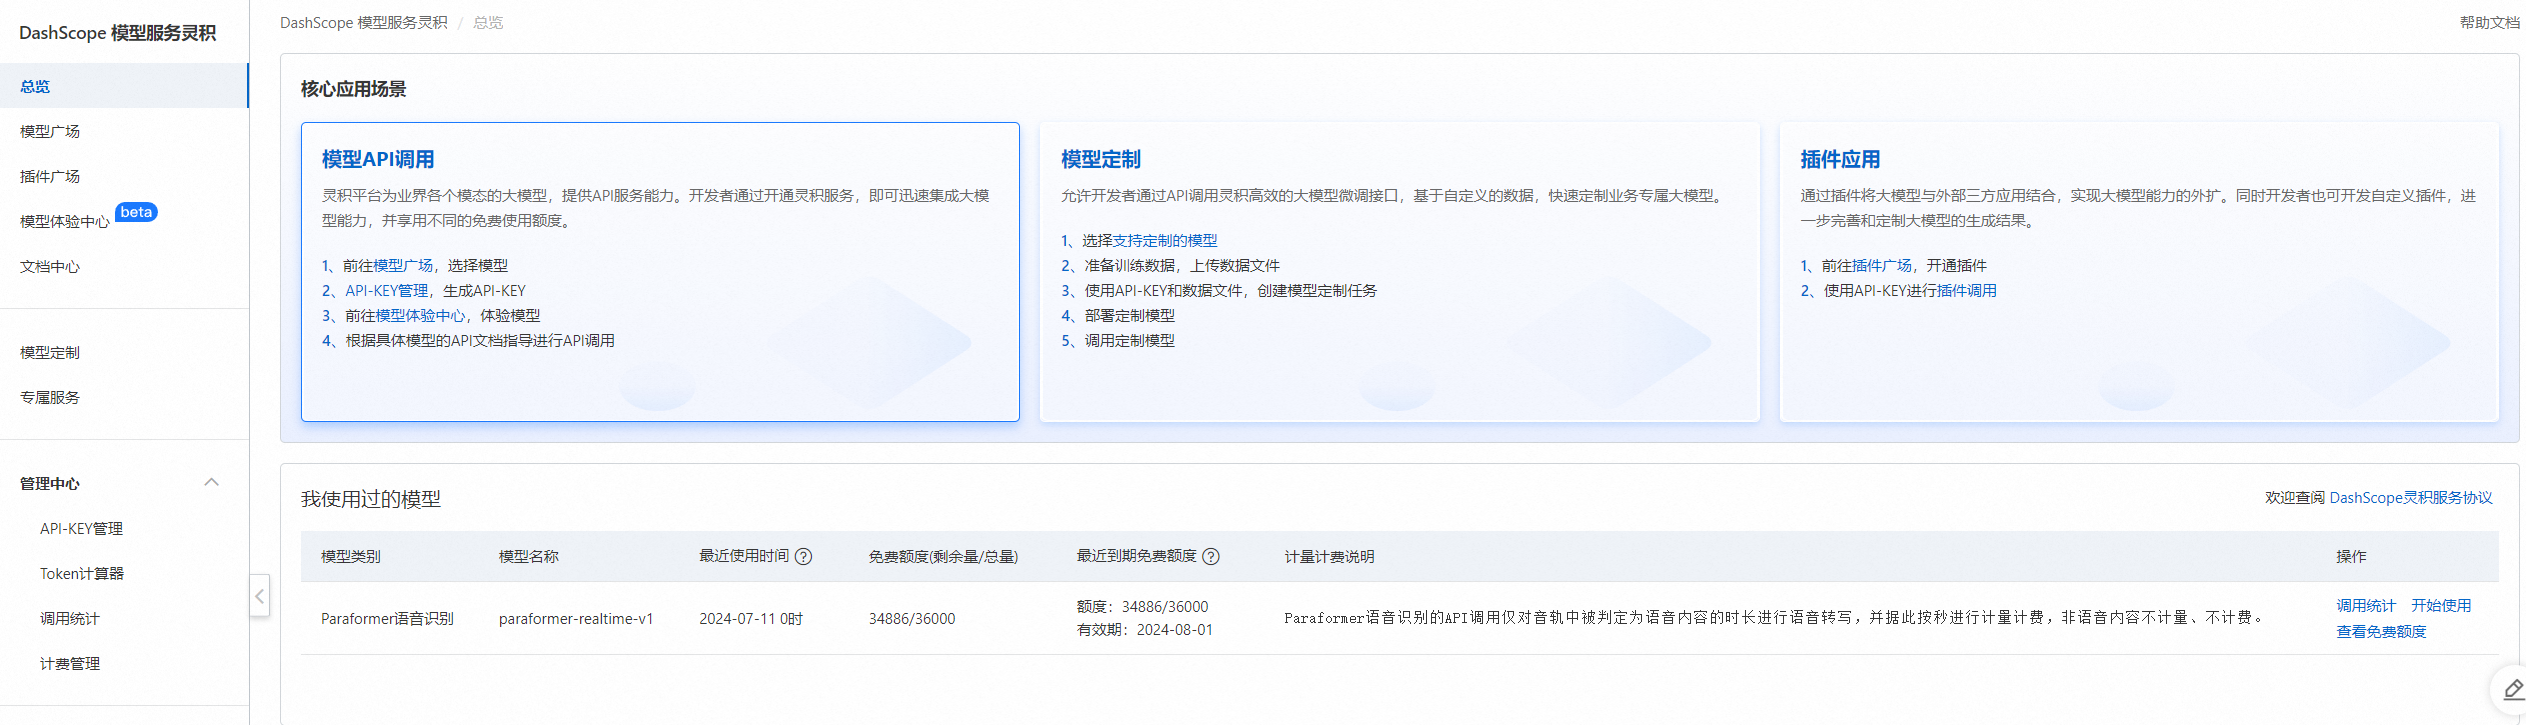 DashScope 模型服务灵积
总览
模型广场
插件广场
模型体验中心 beta
文档中心
模型定制
专属服务
管理中心
API-KEY管理
Token计算器
调用统计
计费管理
DashScope 模型服务灵积 / 总览
帮助文档
核心应用场景
模型API调用
灵积平台为业界各个模态的大模型，提供API服务能力。开发者通过开通灵积服务，即可迅速集成大模
型能力，并享用不同的免费使用额度。
1、前往模型广场，选择模型
2、API-KEY管理，生成API-KEY
3、前往模型体验中心，体验模型
4、根据具体模型的API文档指导进行API调用
模型定制
允许开发者通过API调用灵积高效的大模型微调接口，基于自定义的数据，快速定制业务专属大模型。
1、选择支持定制的模型
2、准备训练数据，上传数据文件
3、使用API-KEY和数据文件，创建模型定制任务
4、部署定制模型
5、调用定制模型
插件应用
通过插件将大模型与外部三方应用结合，实现大模型能力的外扩。同时开发者也可开发自定义插件，进
一步完善和定制大模型的生成结果。
1、前往插件广场，开通插件
2、使用API-KEY进行插件调用
我使用过的模型
欢迎查阅 DashScope灵积服务协议
模型类别 模型名称 最近使用时间 ? 免费额度(剩余量/总量) 最近到期免费额度 ? 计量计费说明 操作
Paraformer语音识别 paraformer-realtime-v1 2024-07-11 0时 34886/36000
额度：34886/36000
有效期：2024-08-01
Paraformer语音识别的API调用仅对音轨中被判定为语音内容的时长进行语音转写，并据此按秒进行计量计费，非语音内容不计量、不计费。
调用统计 开始使用
查看免费额度